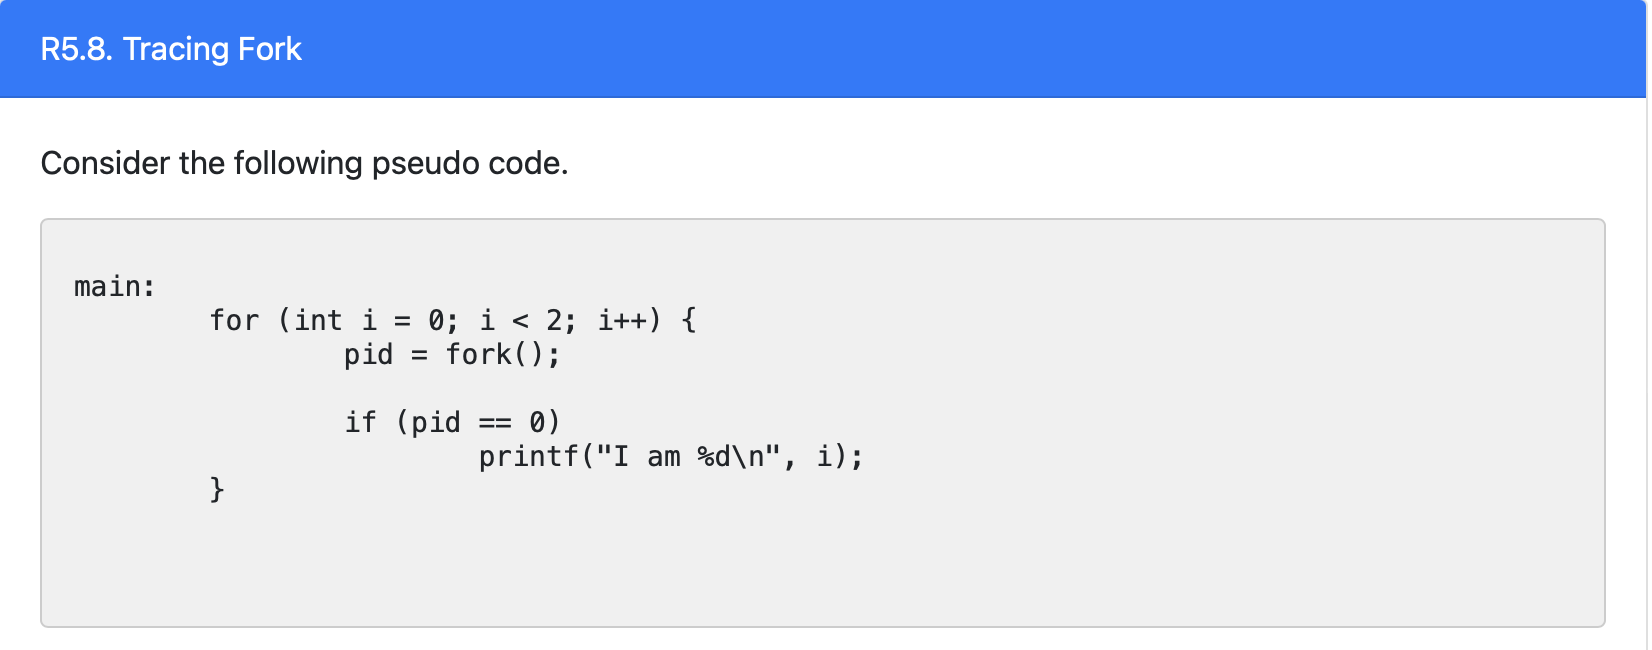 R5.8. Tracing Fork
Consider the following pseudo code.
main:
        for (int i = 0; i < 2; i++) {
                pid = fork();
                if (pid == 0)
                        printf("I am %d\n", i);
        }